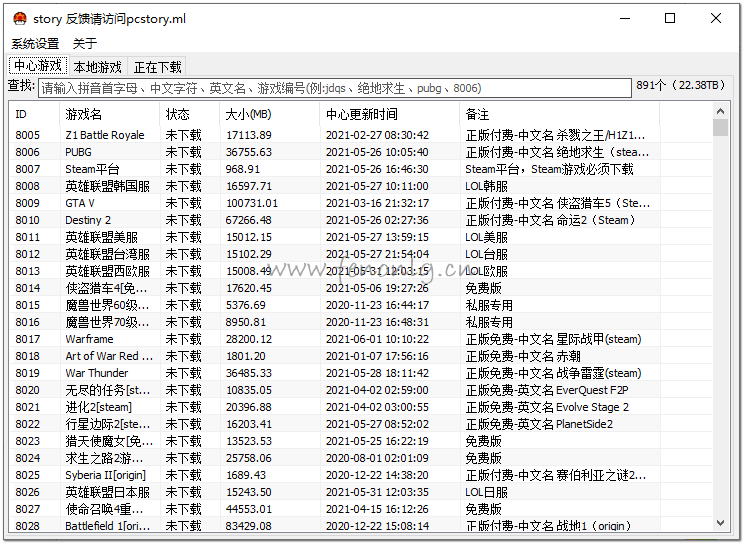 story 反馈请访问pcstory.ml
系统设置 关于
中心游戏 本地游戏 正在下载
查找: 请输入拼音首字母、中文字符、英文名、游戏编号(例:jdqs、绝地求生、pubg、8006) 891个（22.38TB）
ID 游戏名 状态 大小(MB) 中心更新时间 备注
8005 Z1 Battle Royale 未下载 17113.89 2021-02-27 08:30:42 正版付费-中文名 杀戮之王/H1Z1...
8006 PUBG 未下载 36755.63 2021-05-26 10:05:40 正版付费-中文名 绝地求生（stea...
8007 Steam平台 未下载 968.91 2021-05-26 16:46:30 Steam平台，Steam游戏必须下载
8008 英雄联盟韩国服 未下载 16597.71 2021-05-27 10:11:00 LOL韩服
8009 GTA V 未下载 100731.01 2021-03-16 21:32:17 正版付费-中文名 侠盗猎车5（Ste...
8010 Destiny 2 未下载 67266.48 2021-05-26 02:27:36 正版付费-中文名 命运2（Steam）
8011 英雄联盟美服 未下载 15012.15 2021-05-27 13:59:15 LOL美服
8012 英雄联盟台湾服 未下载 15102.29 2021-05-27 21:54:04 LOL台服
8013 英雄联盟西欧服 未下载 15008.49 2021-05-31 12:03:15 LOL欧服
8014 侠盗猎车4[免... 未下载 17620.45 2021-05-06 19:27:26 免费版
8015 魔兽世界60级... 未下载 5376.69 2020-11-23 16:44:17 私服专用
8016 魔兽世界70级... 未下载 8950.81 2020-11-23 16:48:31 私服专用
8017 Warframe 未下载 28200.12 2021-06-01 10:10:22 正版免费-中文名 星际战甲(steam)
8018 Art of War Red ... 未下载 1801.20 2021-01-07 17:56:16 正版免费-中文名 赤潮
8019 War Thunder 未下载 36485.33 2021-05-28 18:11:42 正版免费-中文名 战争雷霆(steam)
8020 无尽的任务[st... 未下载 10835.05 2021-04-02 02:59:00 正版免费-英文名 EverQuest F2P
8021 进化2[steam] 未下载 20396.88 2021-04-02 03:00:55 正版免费-英文名 Evolve Stage 2
8022 行星边际2[ste... 未下载 16203.41 2021-05-27 08:52:02 正版免费-英文名 PlanetSide2
8023 猎天使魔女[免... 未下载 13523.53 2021-05-25 16:22:19 免费版
8024 求生之路2游... 未下载 25758.06 2020-08-01 02:01:09 免费版
8025 Syberia II[origin] 未下载 1689.43 2020-12-22 14:38:20 正版付费-中文名 赛伯利亚之谜2...
8026 英雄联盟日本服 未下载 15243.50 2021-05-31 12:03:35 LOL日服
8027 使命召唤4重... 未下载 44553.01 2021-04-15 16:12:26 免费版
8028 Battlefield 1[ori... 未下载 83429.08 2020-12-22 15:08:14 正版付费-中文名 战地1（origin）